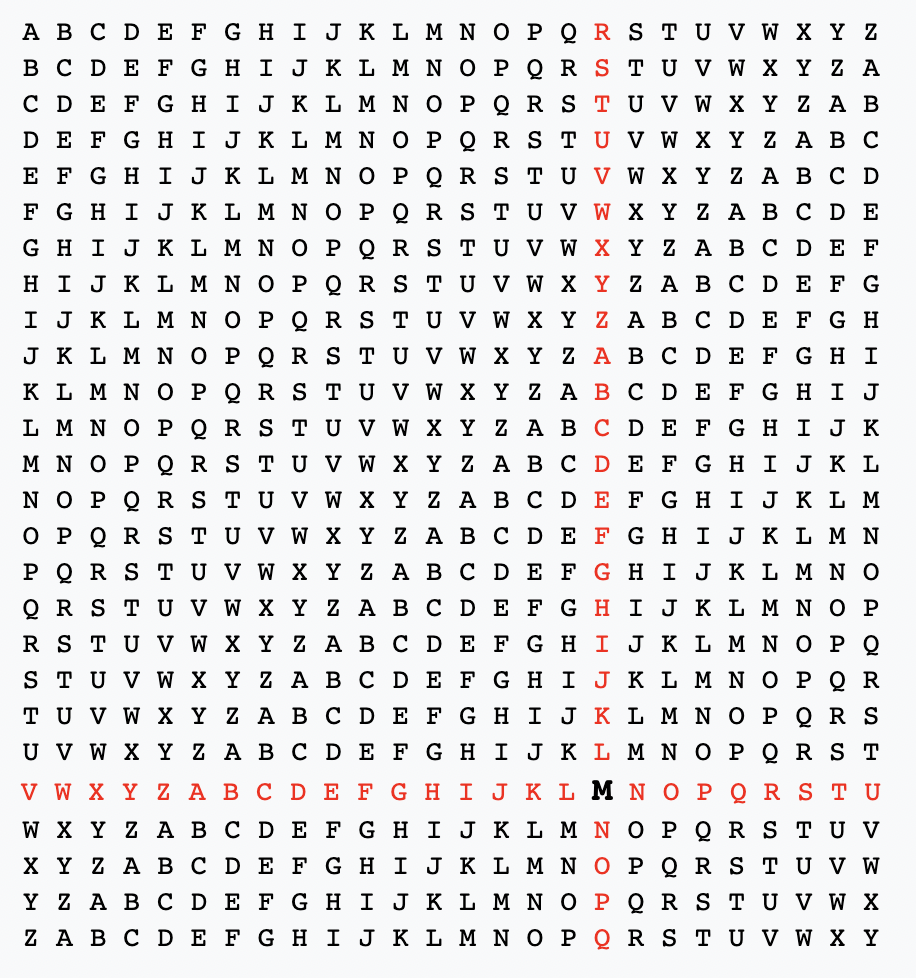 A B C D E F G H I J K L M N O P Q R S T U V W X Y Z
B C D E F G H I J K L M N O P Q R S T U V W X Y Z A
C D E F G H I J K L M N O P Q R S T U V W X Y Z A B
D E F G H I J K L M N O P Q R S T U V W X Y Z A B C
E F G H I J K L M N O P Q R S T U V W X Y Z A B C D
F G H I J K L M N O P Q R S T U V W X Y Z A B C D E
G H I J K L M N O P Q R S T U V W X Y Z A B C D E F
H I J K L M N O P Q R S T U V W X Y Z A B C D E F G
I J K L M N O P Q R S T U V W X Y Z A B C D E F G H
J K L M N O P Q R S T U V W X Y Z A B C D E F G H I
K L M N O P Q R S T U V W X Y Z A B C D E F G H I J
L M N O P Q R S T U V W X Y Z A B C D E F G H I J K
M N O P Q R S T U V W X Y Z A B C D E F G H I J K L
N O P Q R S T U V W X Y Z A B C D E F G H I J K L M
O P Q R S T U V W X Y Z A B C D E F G H I J K L M N
P Q R S T U V W X Y Z A B C D E F G H I J K L M N O
Q R S T U V W X Y Z A B C D E F G H I J K L M N O P
R S T U V W X Y Z A B C D E F G H I J K L M N O P Q
S T U V W X Y Z A B C D E F G H I J K L M N O P Q R
T U V W X Y Z A B C D E F G H I J K L M N O P Q R S
U V W X Y Z A B C D E F G H I J K L M N O P Q R S T
V W X Y Z A B C D E F G H I J K L M N O P Q R S T U
W X Y Z A B C D E F G H I J K L M N O P Q R S T U V
X Y Z A B C D E F G H I J K L M N O P Q R S T U V W
Y Z A B C D E F G H I J K L M N O P Q R S T U V W X
Z A B C D E F G H I J K L M N O P Q R S T U V W X Y